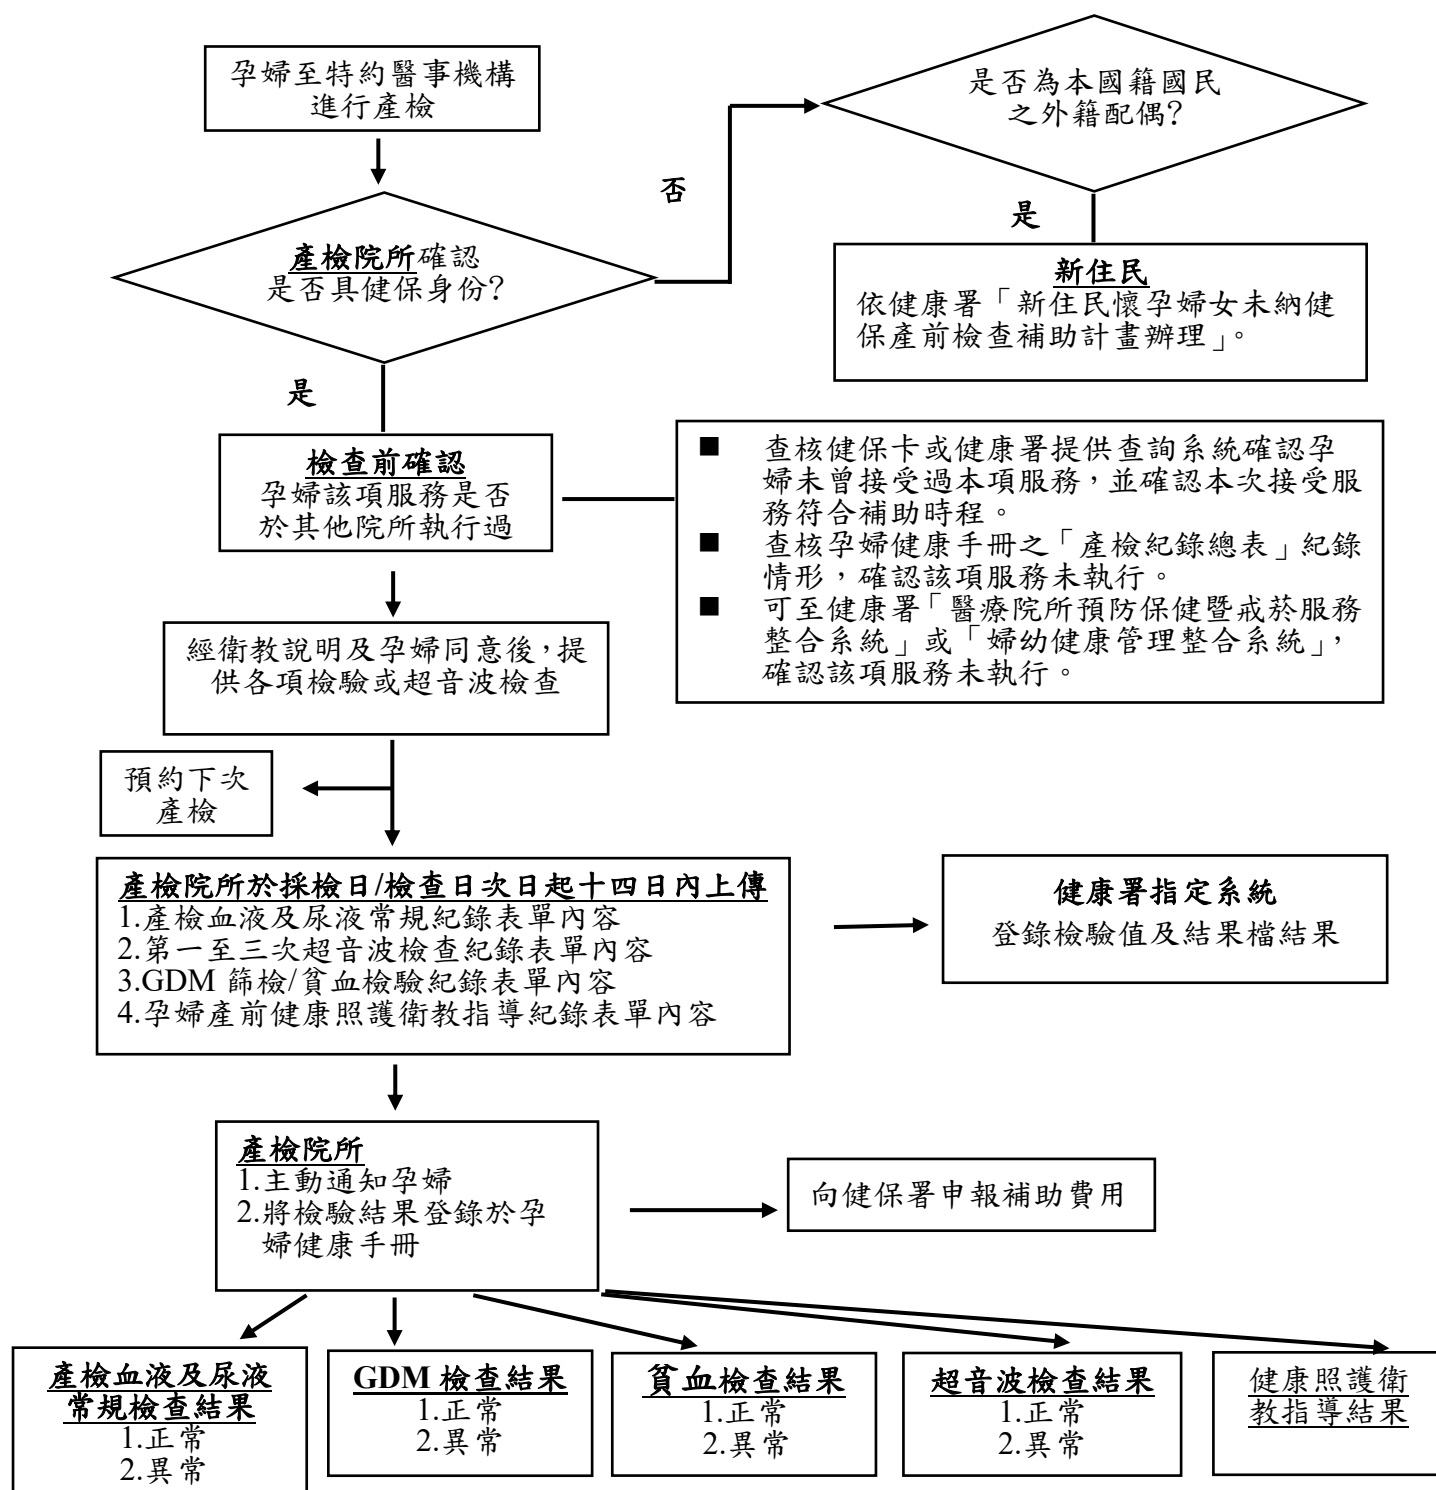 孕婦至特約醫事機構
進行產檢
是否為本國籍國民
之外籍配偶?
否
是
產檢院所確認
是否具健保身份?
新住民
依健康署「新住民懷孕婦女未納健
保產前檢查補助計畫辦理」。
是
檢查前確認
孕婦該項服務是否
於其他院所執行過
■ 查核健保卡或健康署提供查詢系統確認孕
婦未曾接受過本項服務，並確認本次接受服
務符合補助時程。
■ 查核孕婦健康手冊之「產檢紀錄總表」紀錄
情形，確認該項服務未執行。
■ 可至健康署「醫療院所預防保健暨戒菸服務
整合系統」或「婦幼健康管理整合系統」，
確認該項服務未執行。
經衛教說明及孕婦同意後，提
供各項檢驗或超音波檢查
預約下次
產檢
產檢院所於採檢日/檢查日次日起十四日內上傳
1.產檢血液及尿液常規紀錄表單內容
2.第一至三次超音波檢查紀錄表單內容
3.GDM 篩檢/貧血檢驗紀錄表單內容
4.孕婦產前健康照護衛教指導紀錄表單內容
健康署指定系統
登錄檢驗值及結果檔結果
產檢院所
1.主動通知孕婦
2.將檢驗結果登錄於孕
婦健康手冊
向健保署申報補助費用
產檢血液及尿液
常規檢查結果
1.正常
2.異常
GDM 檢查結果
1.正常
2.異常
貧血檢查結果
1.正常
2.異常
超音波檢查結果
1.正常
2.異常
健康照護衛
教指導結果